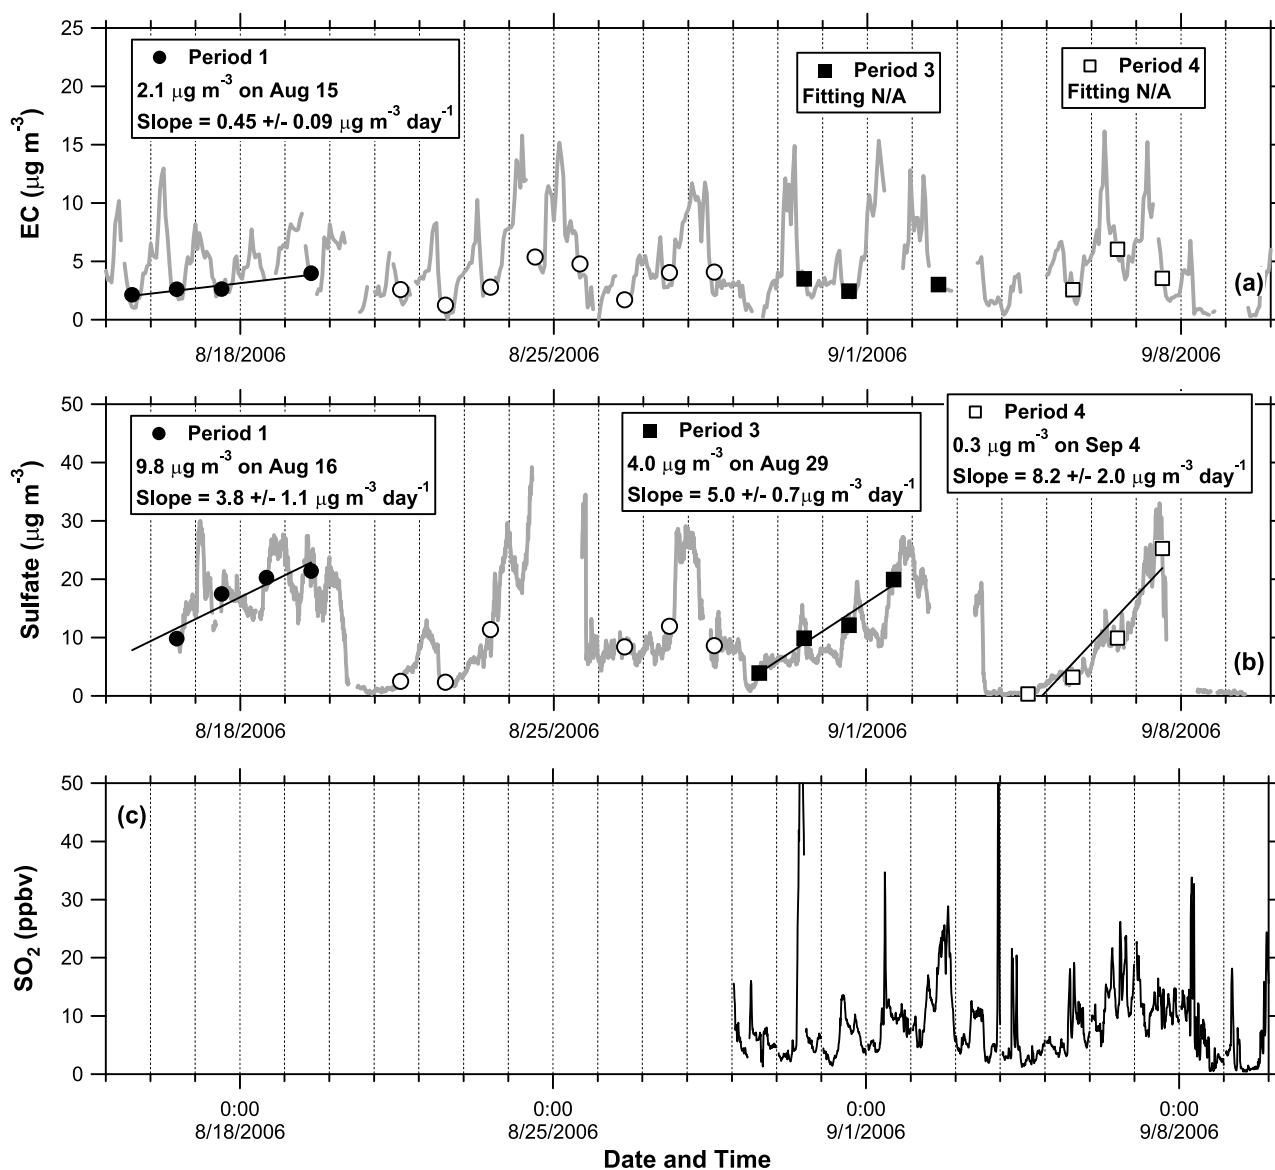 25
20
15
10
5
0
EC (μg m-3)
Period 1
2.1 μg m-3 on Aug 15
Slope = 0.45 +/- 0.09 μg m-3 day-1
Period 3
Fitting N/A
Period 4
Fitting N/A
(a)
8/18/2006
8/25/2006
9/1/2006
9/8/2006
50
40
30
20
10
0
Sulfate (μg m-3)
Period 1
9.8 μg m-3 on Aug 16
Slope = 3.8 +/- 1.1 μg m-3 day-1
Period 3
4.0 μg m-3 on Aug 29
Slope = 5.0 +/- 0.7μg m-3 day-1
Period 4
0.3 μg m-3 on Sep 4
Slope = 8.2 +/- 2.0 μg m-3 day-1
(b)
8/18/2006
8/25/2006
9/1/2006
9/8/2006
50
40
30
20
10
0
SO2 (ppbv)
(c)
0:00
8/18/2006
0:00
8/25/2006
0:00
9/1/2006
0:00
9/8/2006
Date and Time